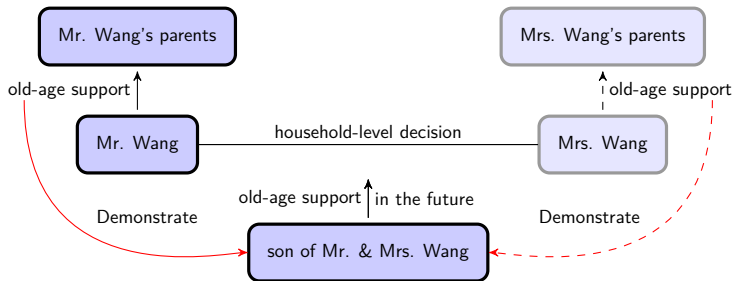 Mr. Wang's parents
Mrs. Wang's parents
old-age support
old-age support
Mr. Wang
household-level decision
Mrs. Wang
old-age support
in the future
Demonstrate
Demonstrate
son of Mr. & Mrs. Wang